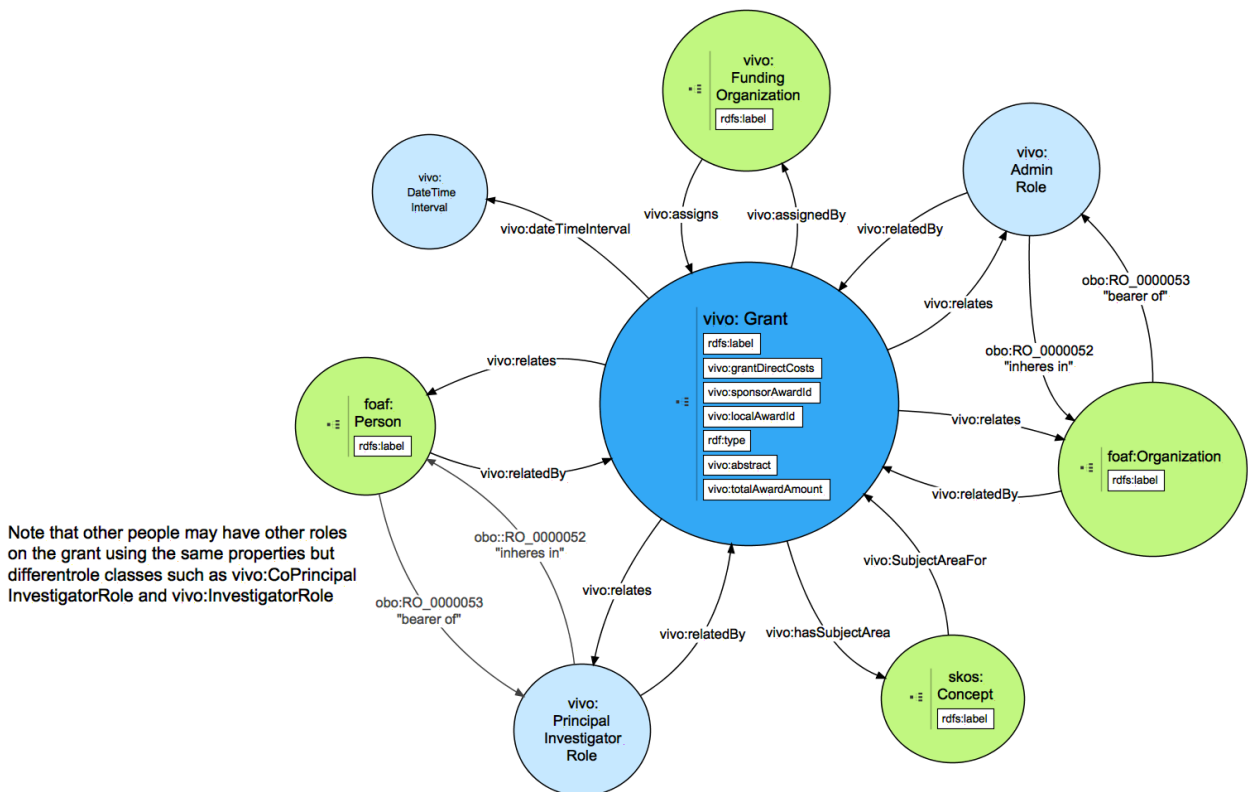 vivo:
Funding
Organization
rdfs:label
vivo:
DateTime
Interval
vivo:
Admin
Role
vivo:assigns
vivo:assignedBy
vivo:dateTimeInterval
vivo:relatedBy
obo:RO_0000053
"bearer of"
vivo:relates
vivo: Grant
rdfs:label
vivo:grantDirectCosts
vivo:sponsorAwardId
vivo:localAwardId
rdf:type
vivo:abstract
vivo:totalAwardAmount
obo:RO_0000052
"inheres in"
vivo:relates
foaf:
Person
rdfs:label
vivo:relates
foaf:Organization
rdfs:label
vivo:relatedBy
vivo:relatedBy
Note that other people may have other roles
on the grant using the same properties but
differentrole classes such as vivo:CoPrincipal
InvestigatorRole and vivo:InvestigatorRole
obo::RO_0000052
"inheres in"
vivo:SubjectAreaFor
obo:RO_0000053
"bearer of"
vivo:relates
vivo:relatedBy
vivo:hasSubjectArea
skos:
Concept
rdfs:label
vivo:
Principal
Investigator
Role